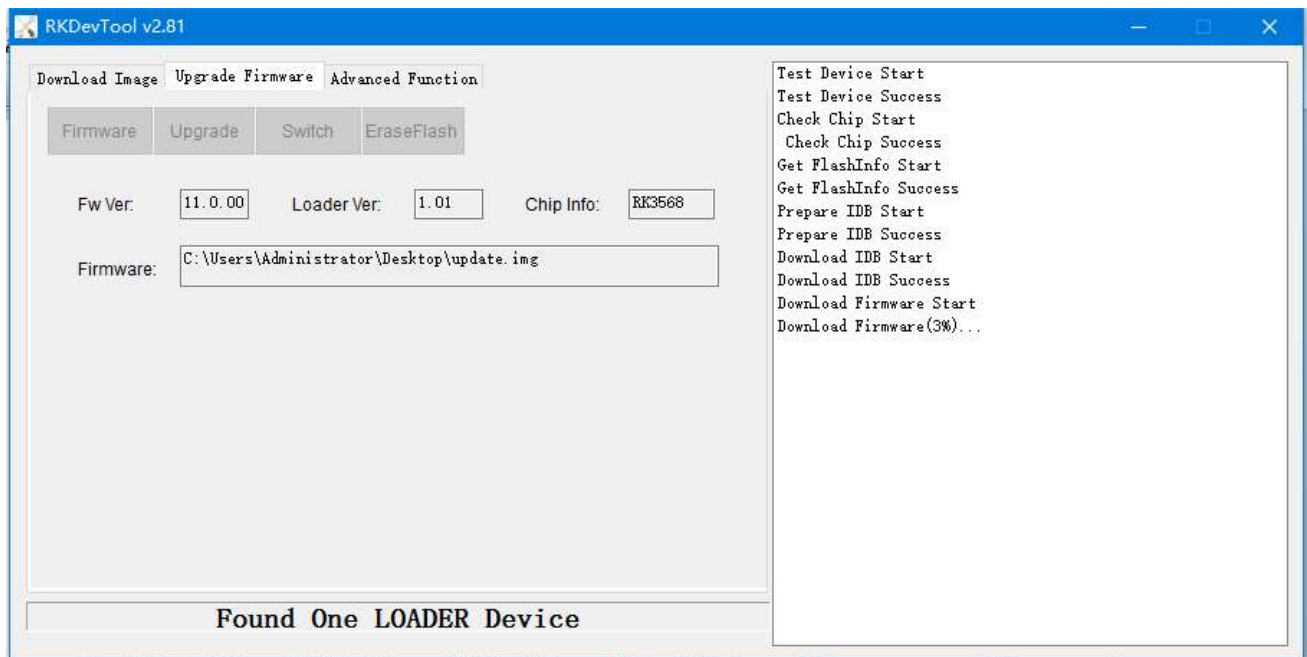 RKDevTool v2.81
Download Image Upgrade Firmware Advanced Function
Firmware Upgrade Switch EraseFlash
Fw Ver: 11.0.00 Loader Ver: 1.01 Chip Info: RK3568
Firmware: C:\Users\Administrator\Desktop\update.img
Found One LOADER Device
Test Device Start
Test Device Success
Check Chip Start
Check Chip Success
Get FlashInfo Start
Get FlashInfo Success
Prepare IDB Start
Prepare IDB Success
Download IDB Start
Download IDB Success
Download Firmware Start
Download Firmware(3%)...